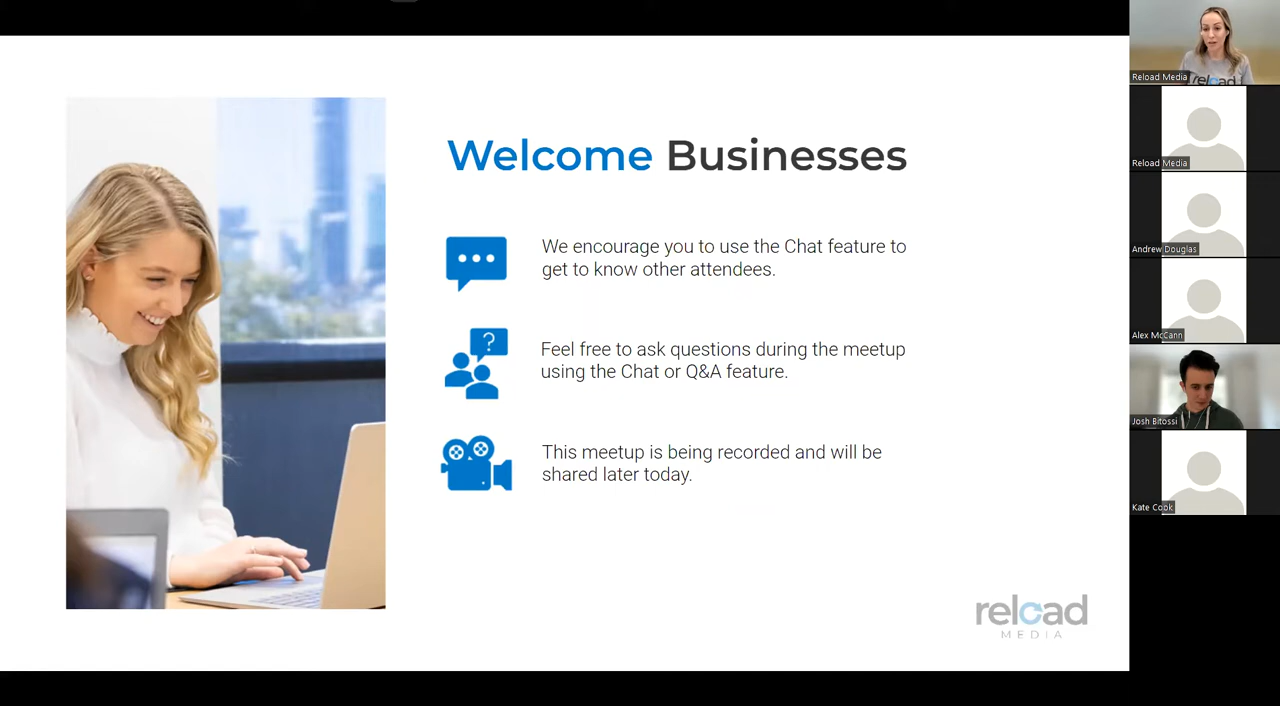 Welcome Businesses
We encourage you to use the Chat feature to
get to know other attendees.
?
Feel free to ask questions during the meetup
using the Chat or Q&A feature.
This meetup is being recorded and will be
shared later today.
reload
MEDIA
reload
Reload Media
Reload Media
Andrew Douglas
Alex McCann
Josh Bitossi
Kate Cook